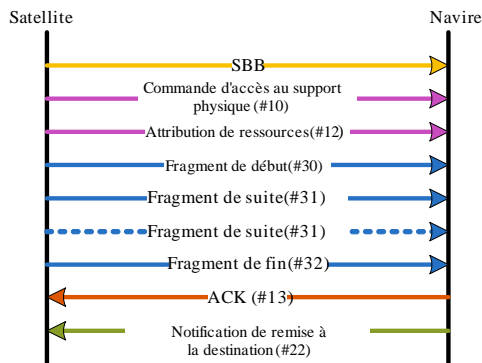 Satellite
Navire
SBB
Commande d'accès au support
physique (#10)
Attribution de ressources(#12)
Fragment de début(#30)
Fragment de suite(#31)
Fragment de suite(#31)
Fragment de fin(#32)
ACK (#13)
Notification de remise à
la destination(#22)